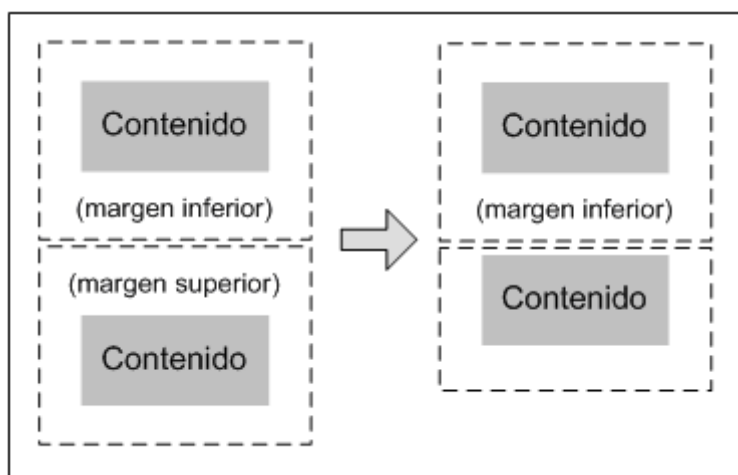 Contenido
(margen inferior)
(margen superior)
Contenido
Contenido
(margen inferior)
Contenido